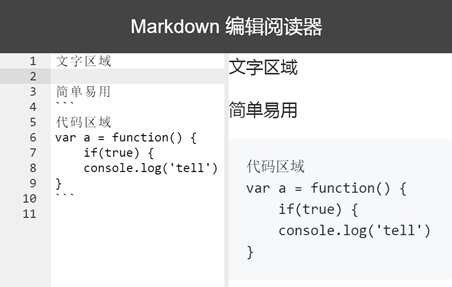 Markdown 编辑阅读器
1 文字区域
2
3 简单易用
4 ```
5 代码区域
6 var a = function() {
7     if(true) {
8     console.log('tell')
9 }
10 ```
11
文字区域
简单易用
代码区域
var a = function() {
    if(true) {
    console.log('tell')
}